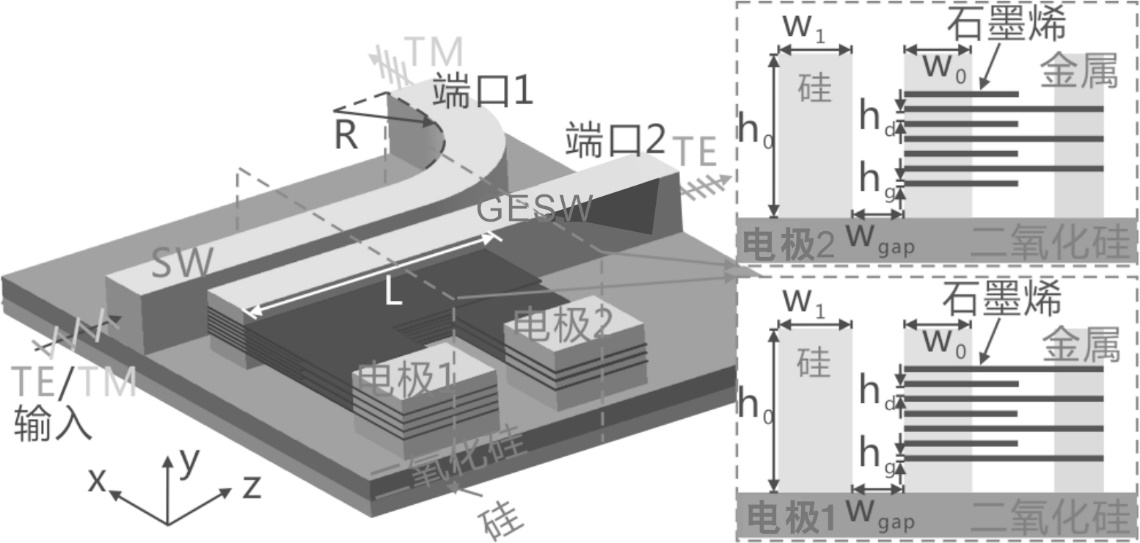 TM
端口1
R
端口2
TE
GESW
SW
L
电极2
电极1
TE/TM
输入
二氧化硅
硅
x
y
z
w1
石墨烯
w0
硅
金属
h0
hd
hg
电极2
wgap
二氧化硅
w1
石墨烯
w0
硅
金属
h0
hd
hg
电极1
wgap
二氧化硅